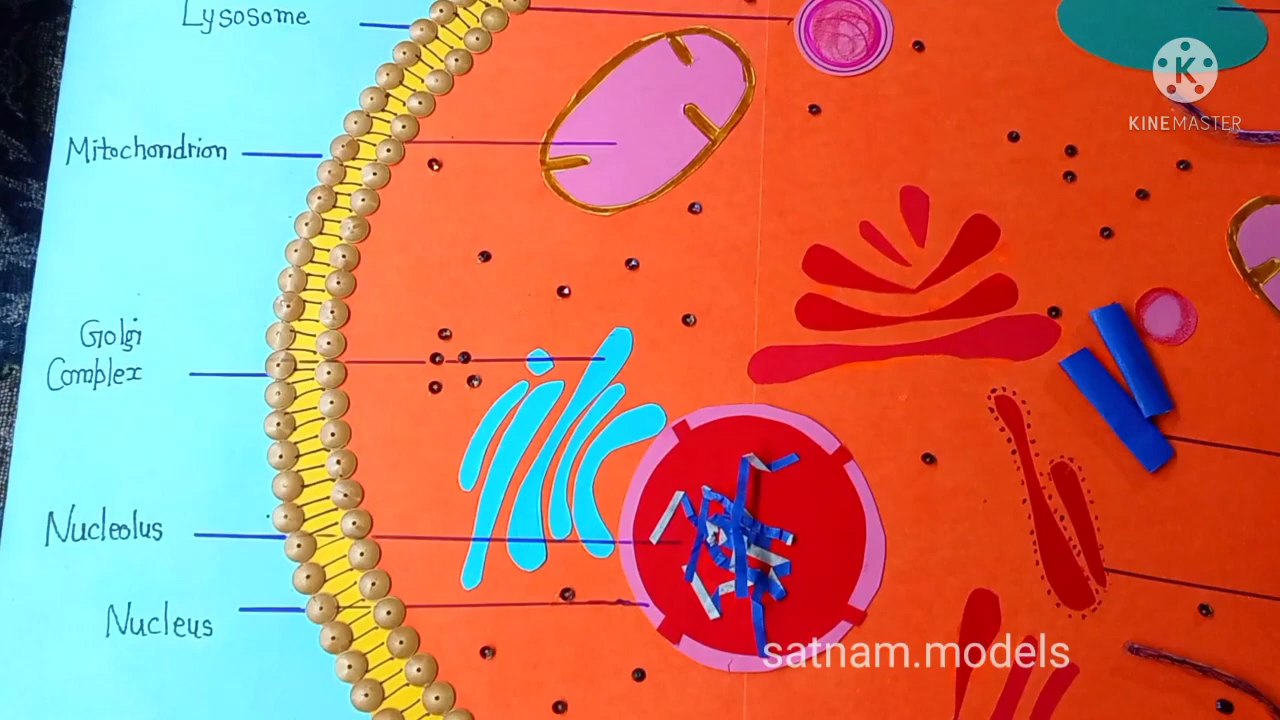 Lysosome
Mitochondrion
Golgi
Complex
Nucleolus
Nucleus
K
KINEMASTER
satnam.models